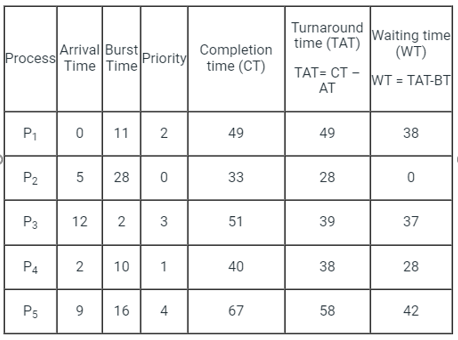 Process Arrival Time Burst Time Priority Completion time (CT) Turnaround time (TAT) TAT= CT – AT Waiting time (WT) WT = TAT-BT
P1 0 11 2 49 49 38
P2 5 28 0 33 28 0
P3 12 2 3 51 39 37
P4 2 10 1 40 38 28
P5 9 16 4 67 58 42